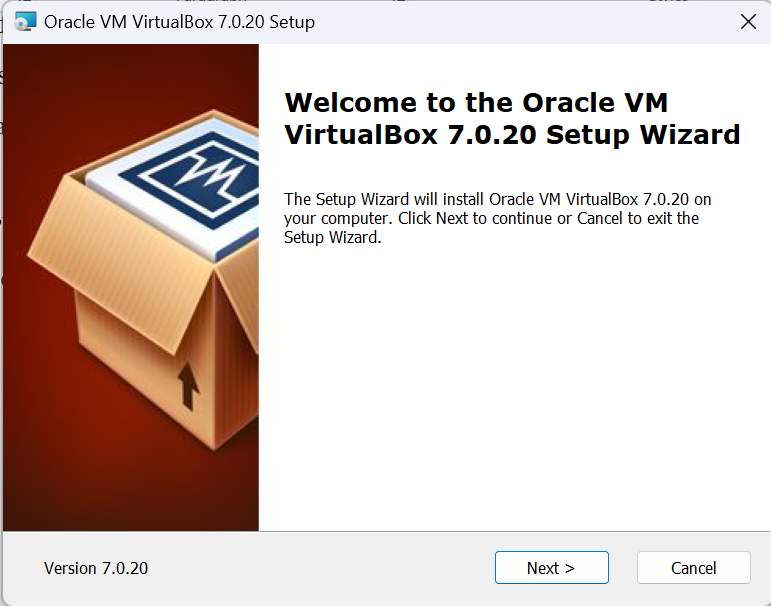 Oracle VM VirtualBox 7.0.20 Setup
Welcome to the Oracle VM
VirtualBox 7.0.20 Setup Wizard
The Setup Wizard will install Oracle VM VirtualBox 7.0.20 on
your computer. Click Next to continue or Cancel to exit the
Setup Wizard.
Version 7.0.20
Next >
Cancel